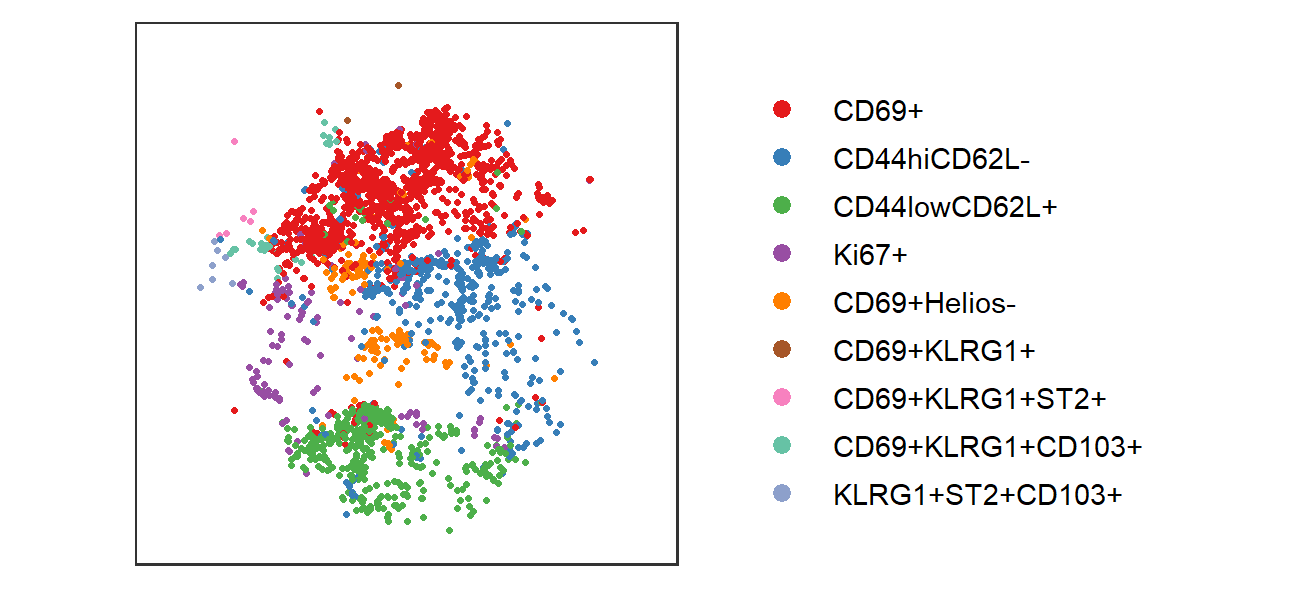 CD69+
CD44hiCD62L-
CD44lowCD62L+
Ki67+
CD69+Helios-
CD69+KLRG1+
CD69+KLRG1+ST2+
CD69+KLRG1+CD103+
KLRG1+ST2+CD103+